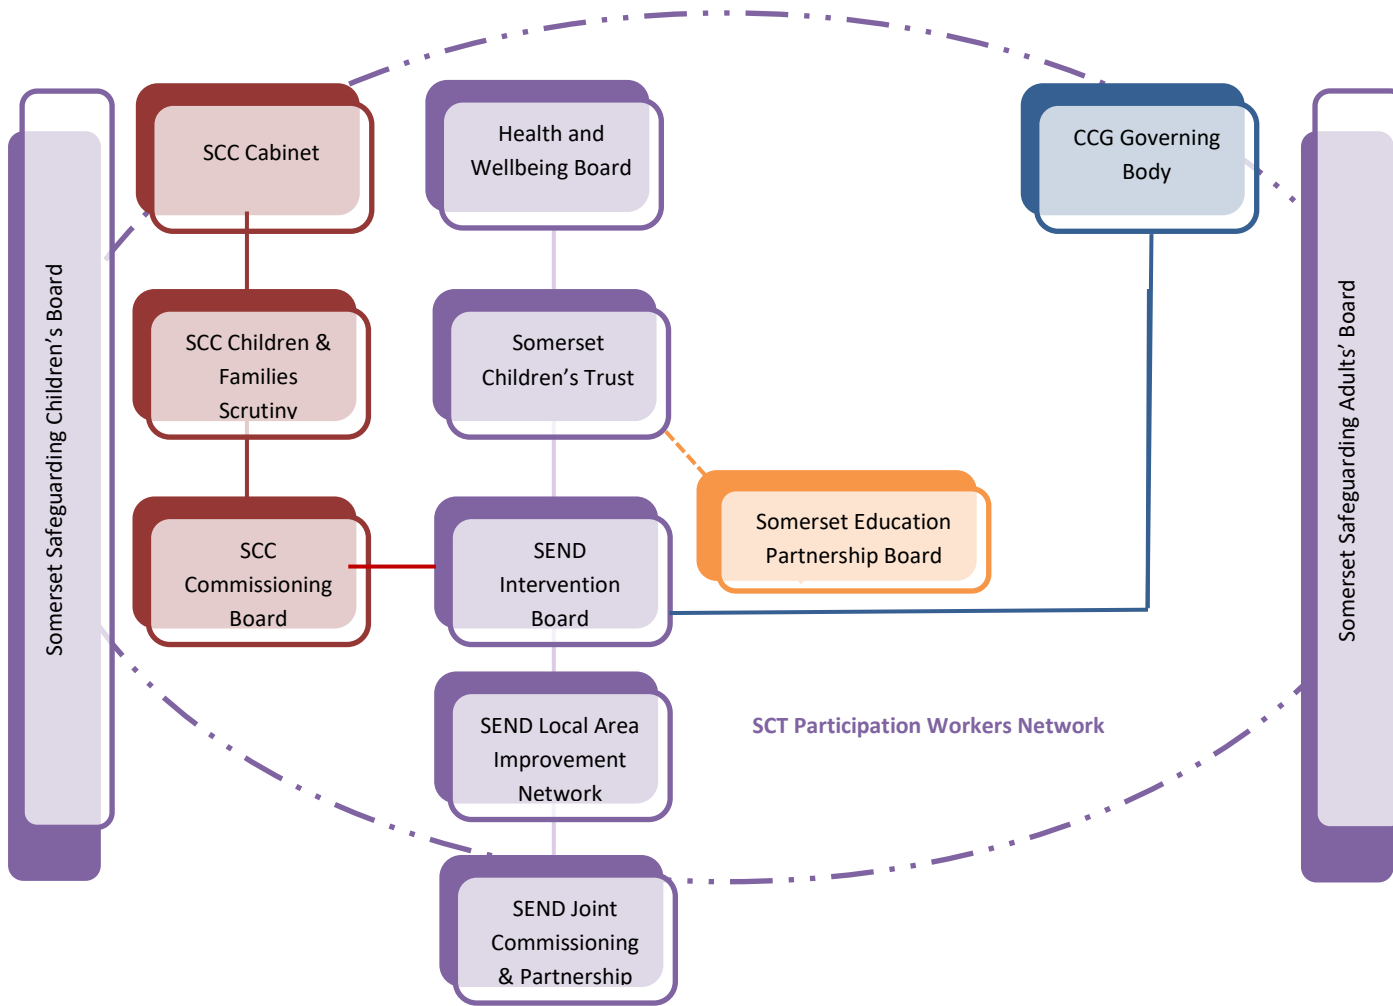 SCC Cabinet
Health and
Wellbeing Board
CCG Governing
Body
Somerset Safeguarding Children’s Board
SCC Children &
Families
Scrutiny
Somerset
Children’s Trust
Somerset Safeguarding Adults’ Board
SCC
Commissioning
Board
SEND
Intervention
Board
Somerset Education
Partnership Board
SEND Local Area
Improvement
Network
SCT Participation Workers Network
SEND Joint
Commissioning
& Partnership